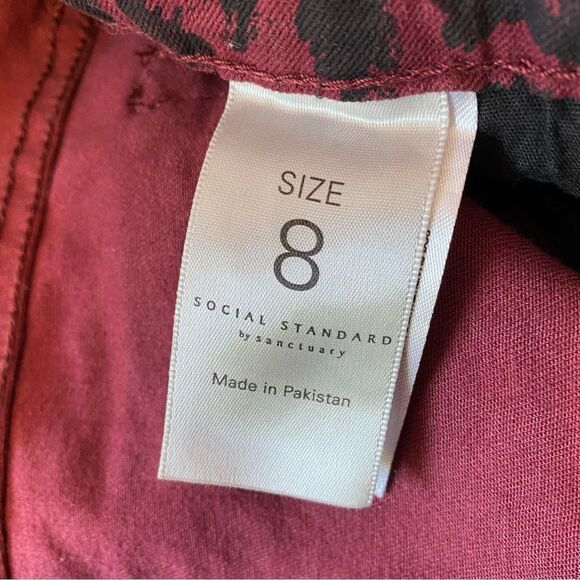 SIZE
8
SOCIAL STANDARD
by sanctuary
Made in Pakistan